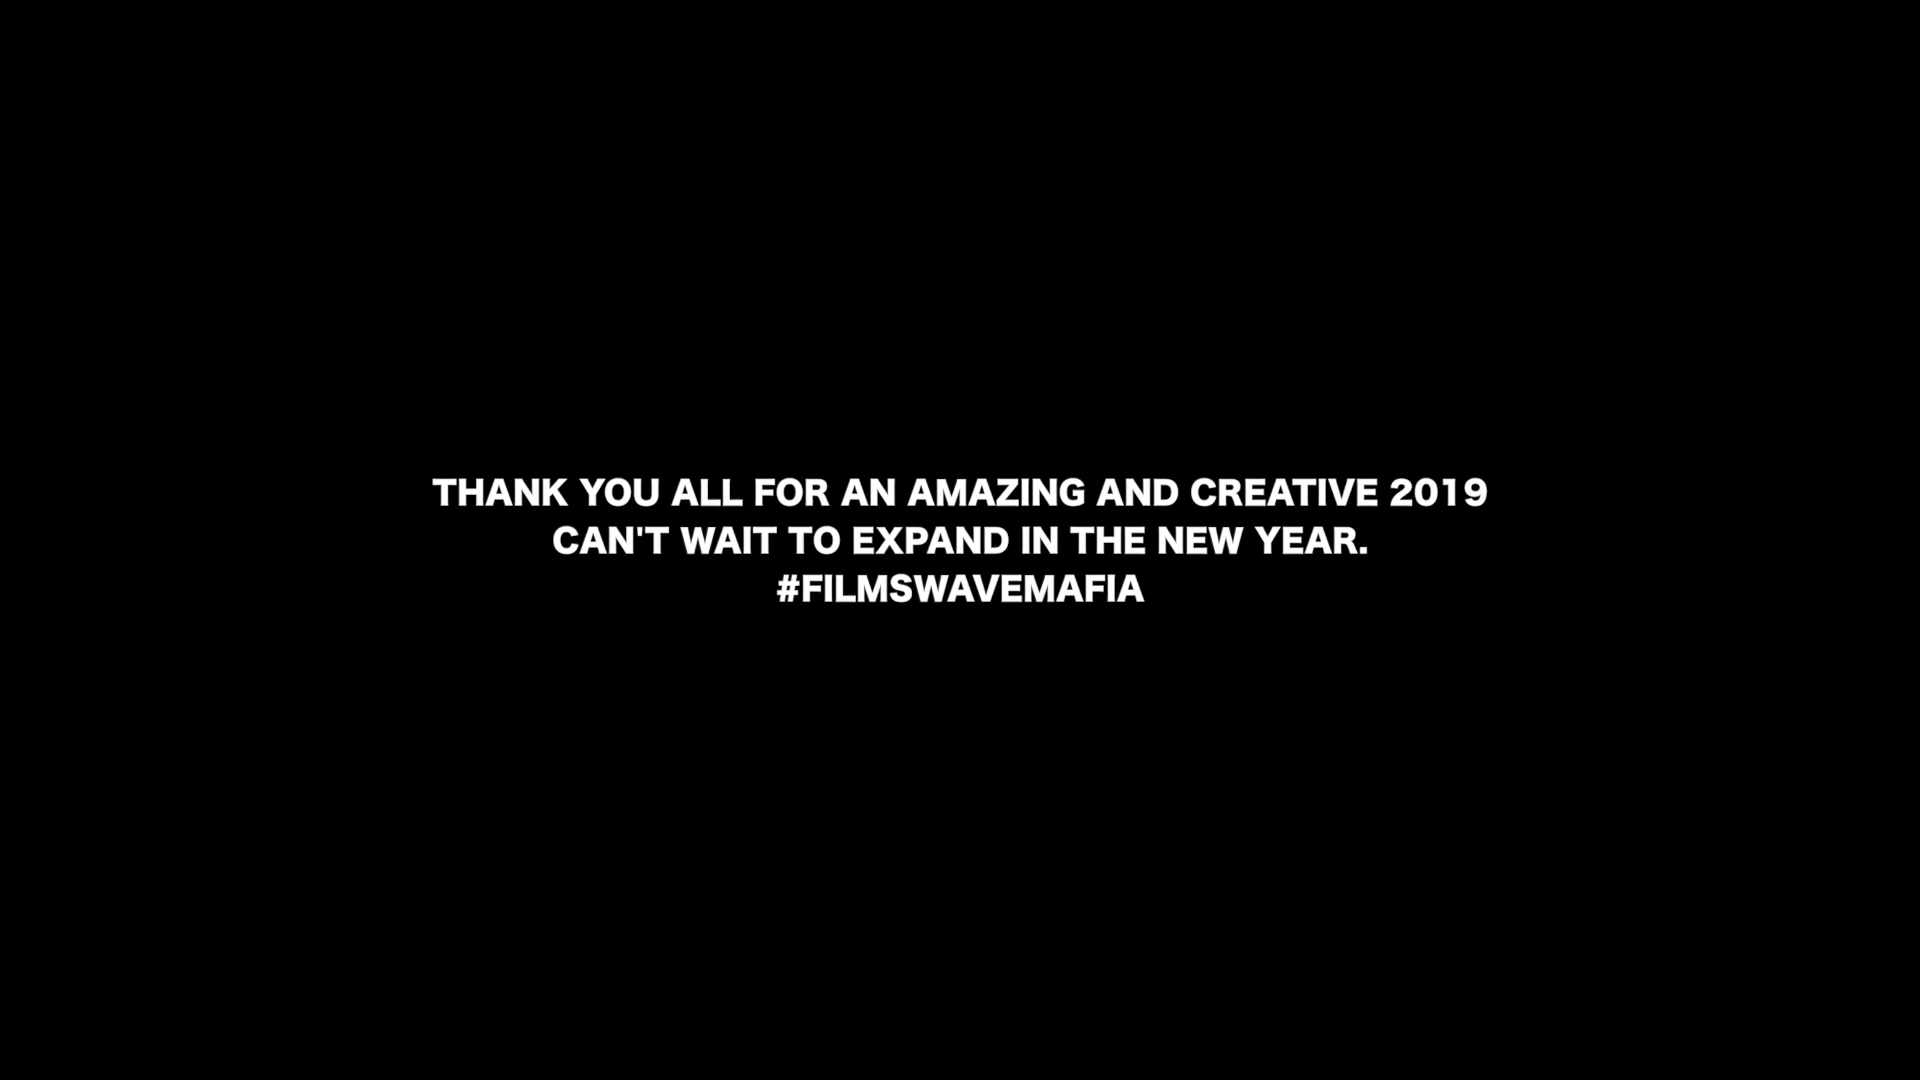 THANK YOU ALL FOR AN AMAZING AND CREATIVE 2019
CAN'T WAIT TO EXPAND IN THE NEW YEAR.
#FILMSWAVEMAFIA